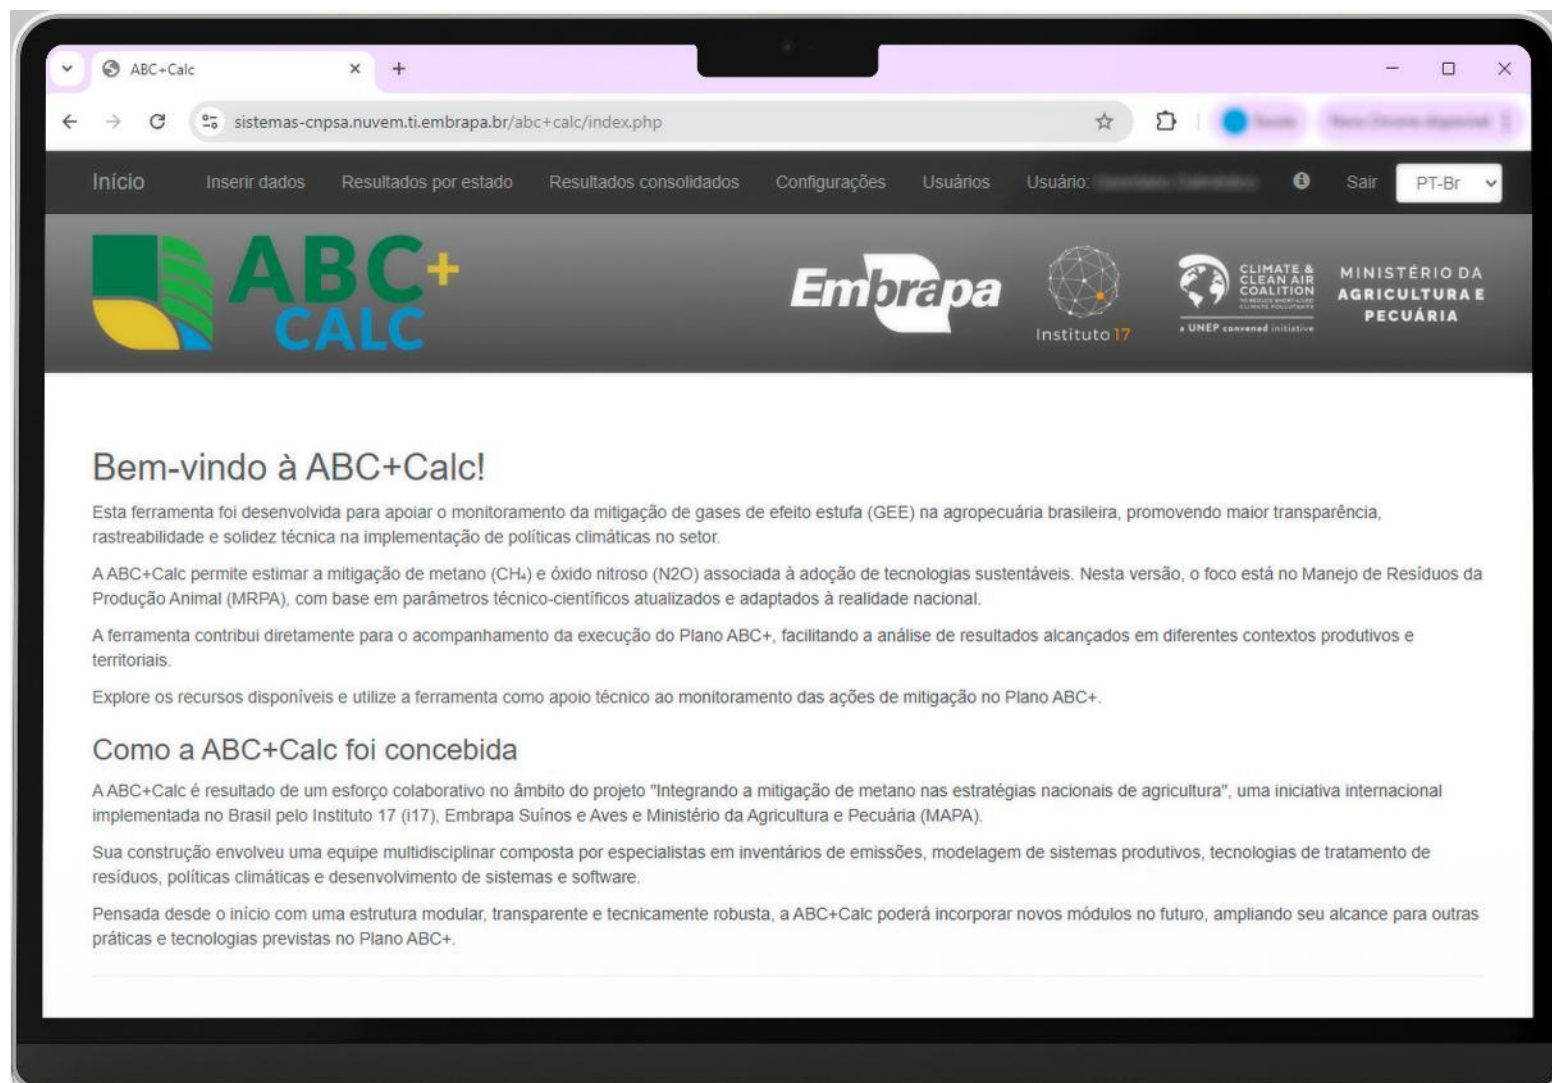 ABC+Calc
sistemas-cnpsa.nuvem.ti.embrapa.br/abc+calc/index.php
Início Inserir dados Resultados por estado Resultados consolidados Configurações Usuários Usuário: Sair PT-Br
ABC+
CALC
Embrapa
Instituto 17
CLIMATE &
CLEAN AIR
COALITION
TO REDUCE SHORT-LIVED
CLIMATE POLLUTANTS
a UNEP convened initiative
MINISTÉRIO DA
AGRICULTURA E
PECUÁRIA
Bem-vindo à ABC+Calc!
Esta ferramenta foi desenvolvida para apoiar o monitoramento da mitigação de gases de efeito estufa (GEE) na agropecuária brasileira, promovendo maior transparência,
rastreabilidade e solidez técnica na implementação de políticas climáticas no setor.
A ABC+Calc permite estimar a mitigação de metano (CH₄) e óxido nitroso (N2O) associada à adoção de tecnologias sustentáveis. Nesta versão, o foco está no Manejo de Resíduos da
Produção Animal (MRPA), com base em parâmetros técnico-científicos atualizados e adaptados à realidade nacional.
A ferramenta contribui diretamente para o acompanhamento da execução do Plano ABC+, facilitando a análise de resultados alcançados em diferentes contextos produtivos e
territoriais.
Explore os recursos disponíveis e utilize a ferramenta como apoio técnico ao monitoramento das ações de mitigação no Plano ABC+.
Como a ABC+Calc foi concebida
A ABC+Calc é resultado de um esforço colaborativo no âmbito do projeto "Integrando a mitigação de metano nas estratégias nacionais de agricultura", uma iniciativa internacional
implementada no Brasil pelo Instituto 17 (i17), Embrapa Suínos e Aves e Ministério da Agricultura e Pecuária (MAPA).
Sua construção envolveu uma equipe multidisciplinar composta por especialistas em inventários de emissões, modelagem de sistemas produtivos, tecnologias de tratamento de
resíduos, políticas climáticas e desenvolvimento de sistemas e software.
Pensada desde o início com uma estrutura modular, transparente e tecnicamente robusta, a ABC+Calc poderá incorporar novos módulos no futuro, ampliando seu alcance para outras
práticas e tecnologias previstas no Plano ABC+.